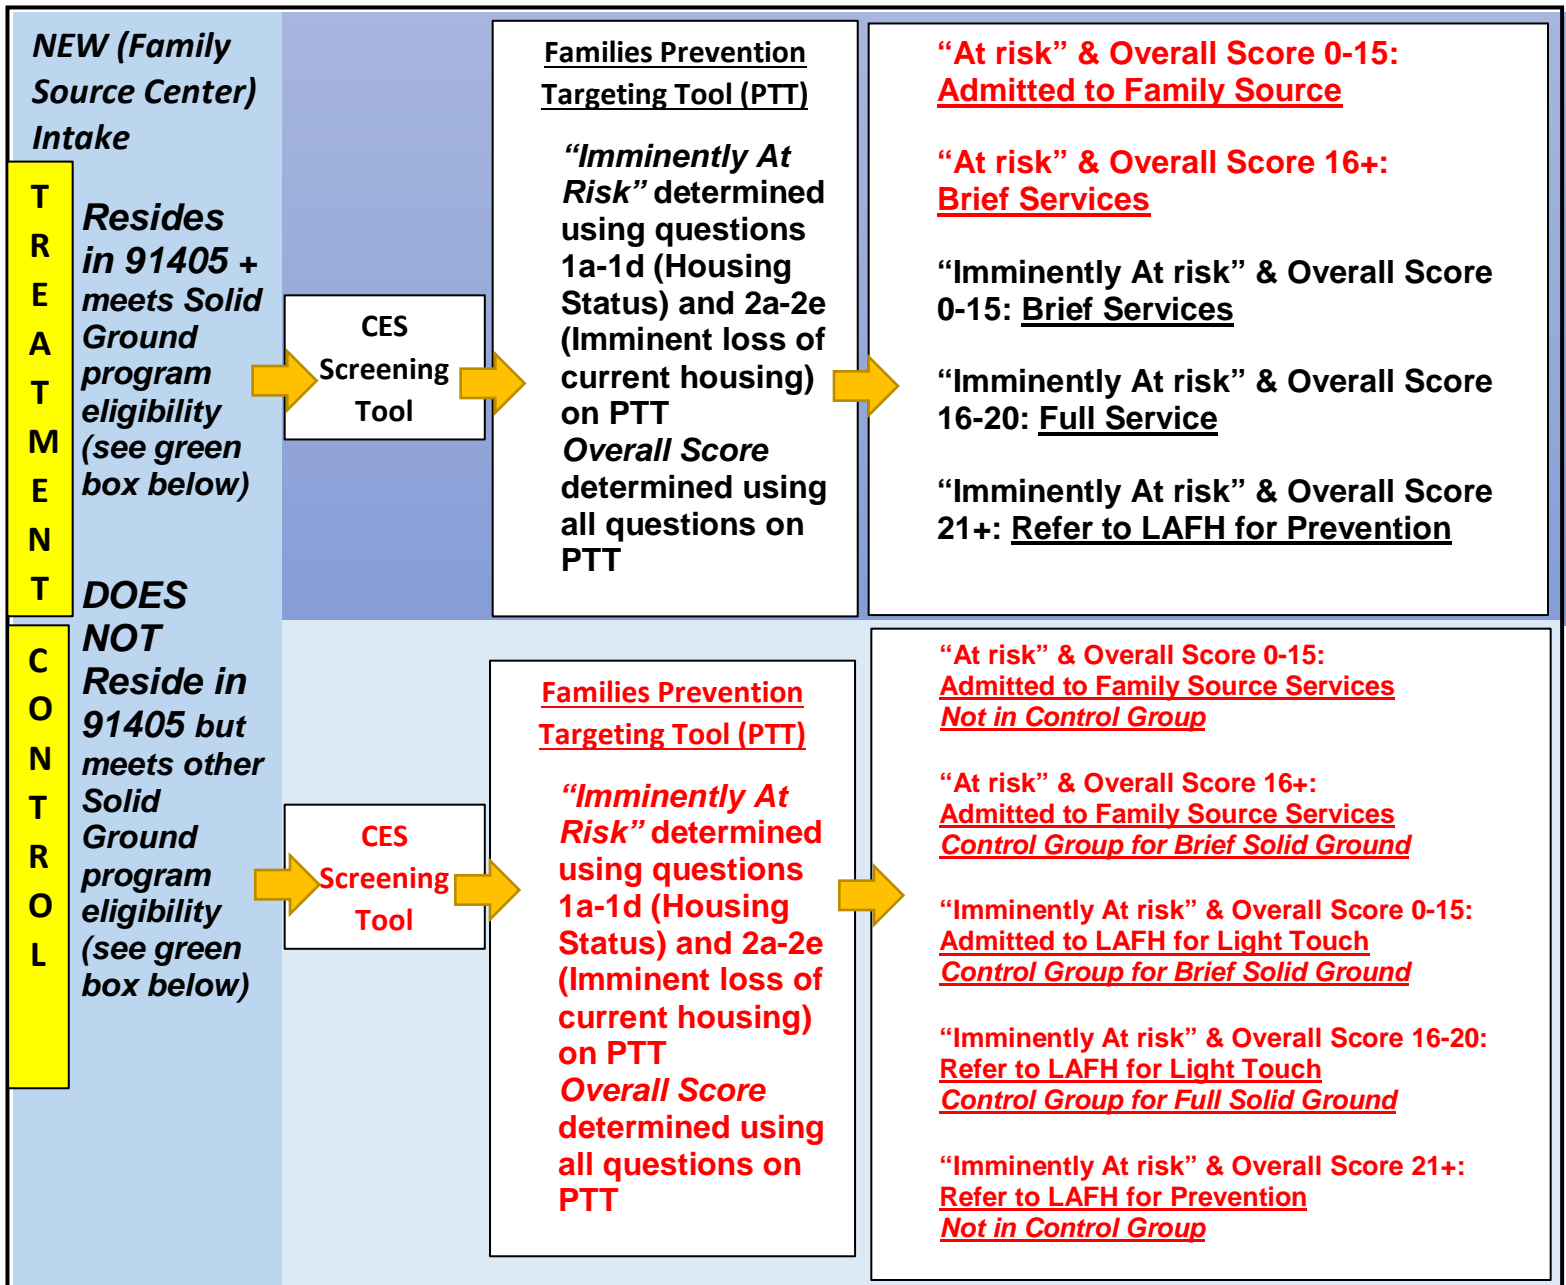 NEW (Family
Source Center)
Intake
TREATMENT
Resides
in 91405 +
meets Solid
Ground
program
eligibility
(see green
box below)
CES
Screening
Tool
Families Prevention
Targeting Tool (PTT)
“Imminently At
Risk” determined
using questions
1a-1d (Housing
Status) and 2a-2e
(Imminent loss of
current housing)
on PTT
Overall Score
determined using
all questions on
PTT
“At risk” & Overall Score 0-15:
Admitted to Family Source
“At risk” & Overall Score 16+:
Brief Services
“Imminently At risk” & Overall Score
0-15: Brief Services
“Imminently At risk” & Overall Score
16-20: Full Service
“Imminently At risk” & Overall Score
21+: Refer to LAFH for Prevention
CONTROL
DOES
NOT
Reside in
91405 but
meets other
Solid
Ground
program
eligibility
(see green
box below)
CES
Screening
Tool
Families Prevention
Targeting Tool (PTT)
“Imminently At
Risk” determined
using questions
1a-1d (Housing
Status) and 2a-2e
(Imminent loss of
current housing)
on PTT
Overall Score
determined using
all questions on
PTT
“At risk” & Overall Score 0-15:
Admitted to Family Source Services
Not in Control Group
“At risk” & Overall Score 16+:
Admitted to Family Source Services
Control Group for Brief Solid Ground
“Imminently At risk” & Overall Score 0-15:
Admitted to LAFH for Light Touch
Control Group for Brief Solid Ground
“Imminently At risk” & Overall Score 16-20:
Refer to LAFH for Light Touch
Control Group for Full Solid Ground
“Imminently At risk” & Overall Score 21+:
Refer to LAFH for Prevention
Not in Control Group